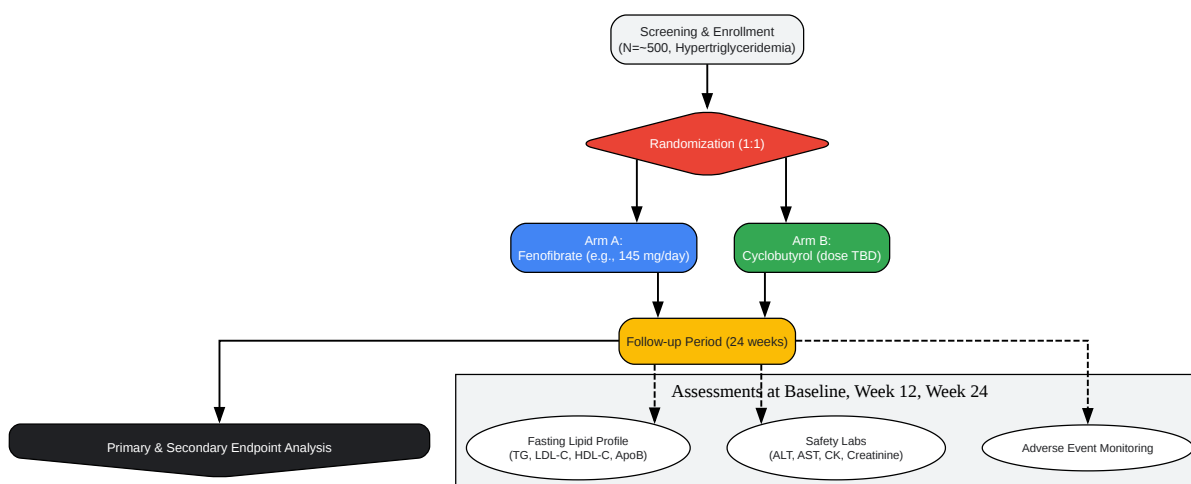 Screening & Enrollment
(N=~500, Hypertriglyceridemia)
Randomization (1:1)
Arm A:
Fenofibrate (e.g., 145 mg/day)
Arm B:
Cyclobutyrol (dose TBD)
Follow-up Period (24 weeks)
Assessments at Baseline, Week 12, Week 24
Primary & Secondary Endpoint Analysis
Fasting Lipid Profile
(TG, LDL-C, HDL-C, ApoB)
Safety Labs
(ALT, AST, CK, Creatinine)
Adverse Event Monitoring